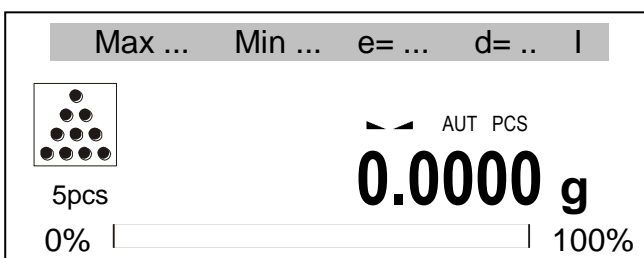 Max ... Min ... e= ... d= .. I
AUT PCS
0.0000 g
5pcs
0% 100%